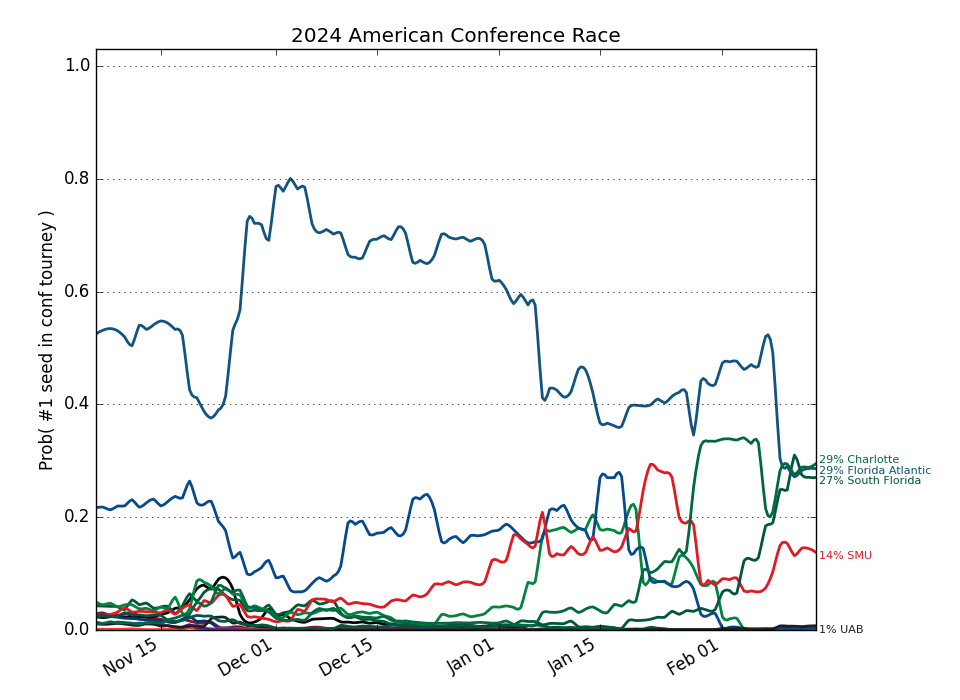 2024 American Conference Race
Prob( #1 seed in conf tourney )
1.0
0.8
0.6
0.4
0.2
0.0
29% Charlotte
29% Florida Atlantic
27% South Florida
14% SMU
1% UAB
Nov 15
Dec 01
Dec 15
Jan 01
Jan 15
Feb 01